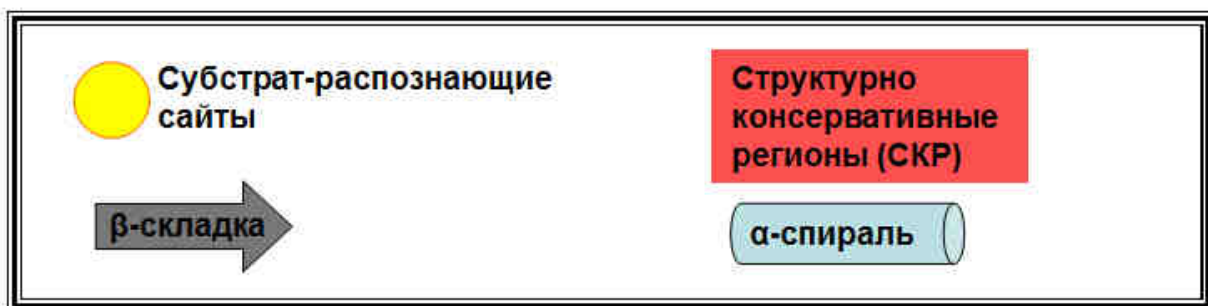 Субстрат-распознающие
сайты
Структурно
консервативные
регионы (СКР)
β-складка
α-спираль